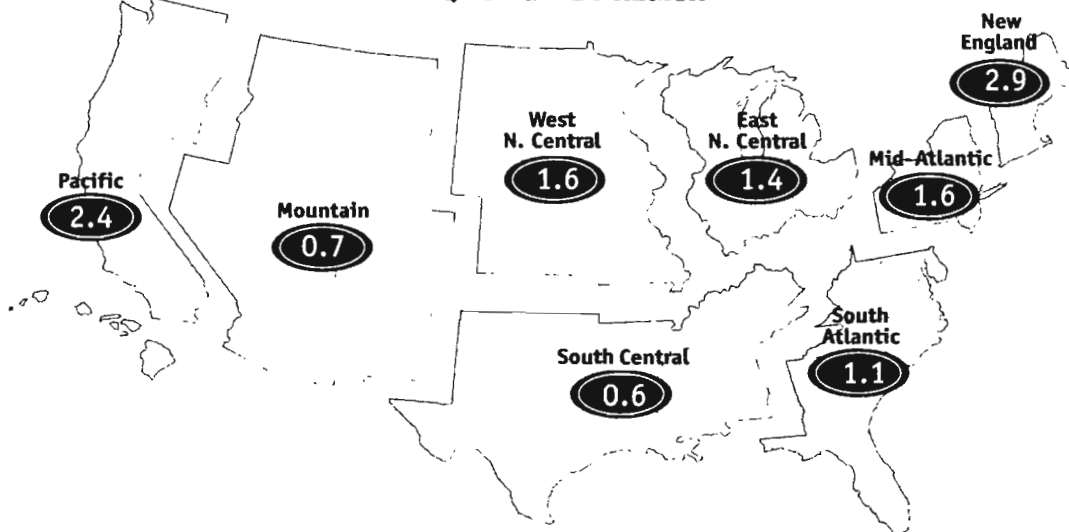 New
England
2.9
West
N. Central
1.6
East
N. Central
1.4
Mid-Atlantic
1.6
Pacific
2.4
Mountain
0.7
South
Atlantic
1.1
South Central
0.6